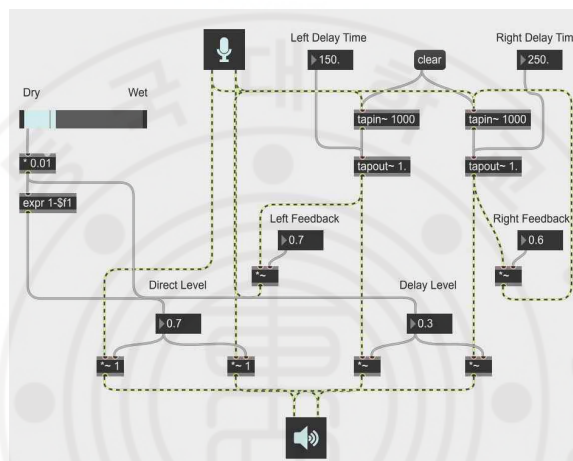 Left Delay Time
Right Delay Tim
150.
clear
250.
Dry
Wet
tapin~ 1000
tapin~ 1000
* 0.01
tapout~ 1.
tapout~ 1.
expr 1-$f1
Left Feedback
Right Feedback
0.7
0.6
*~
*~
Direct Level
Delay Level
0.7
0.3
*~ 1
*~ 1
*~
*~